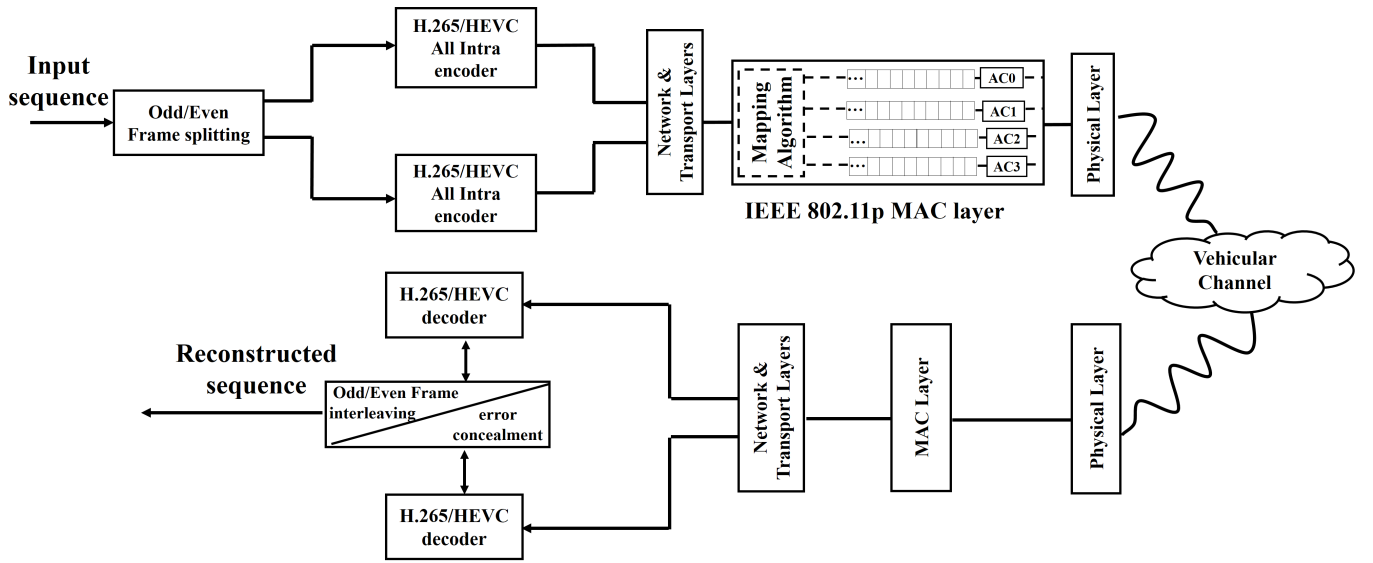 Input
sequence
Odd/Even
Frame splitting
H.265/HEVC
All Intra
encoder
H.265/HEVC
All Intra
encoder
Network &
Transport Layers
Mapping
Algorithm
... AC0
... AC1
... AC2
... AC3
IEEE 802.11p MAC layer
Physical Layer
Vehicular
Channel
Physical Layer
MAC Layer
Network &
Transport Layers
H.265/HEVC
decoder
Odd/Even Frame
interleaving
error
concealment
H.265/HEVC
decoder
Reconstructed
sequence